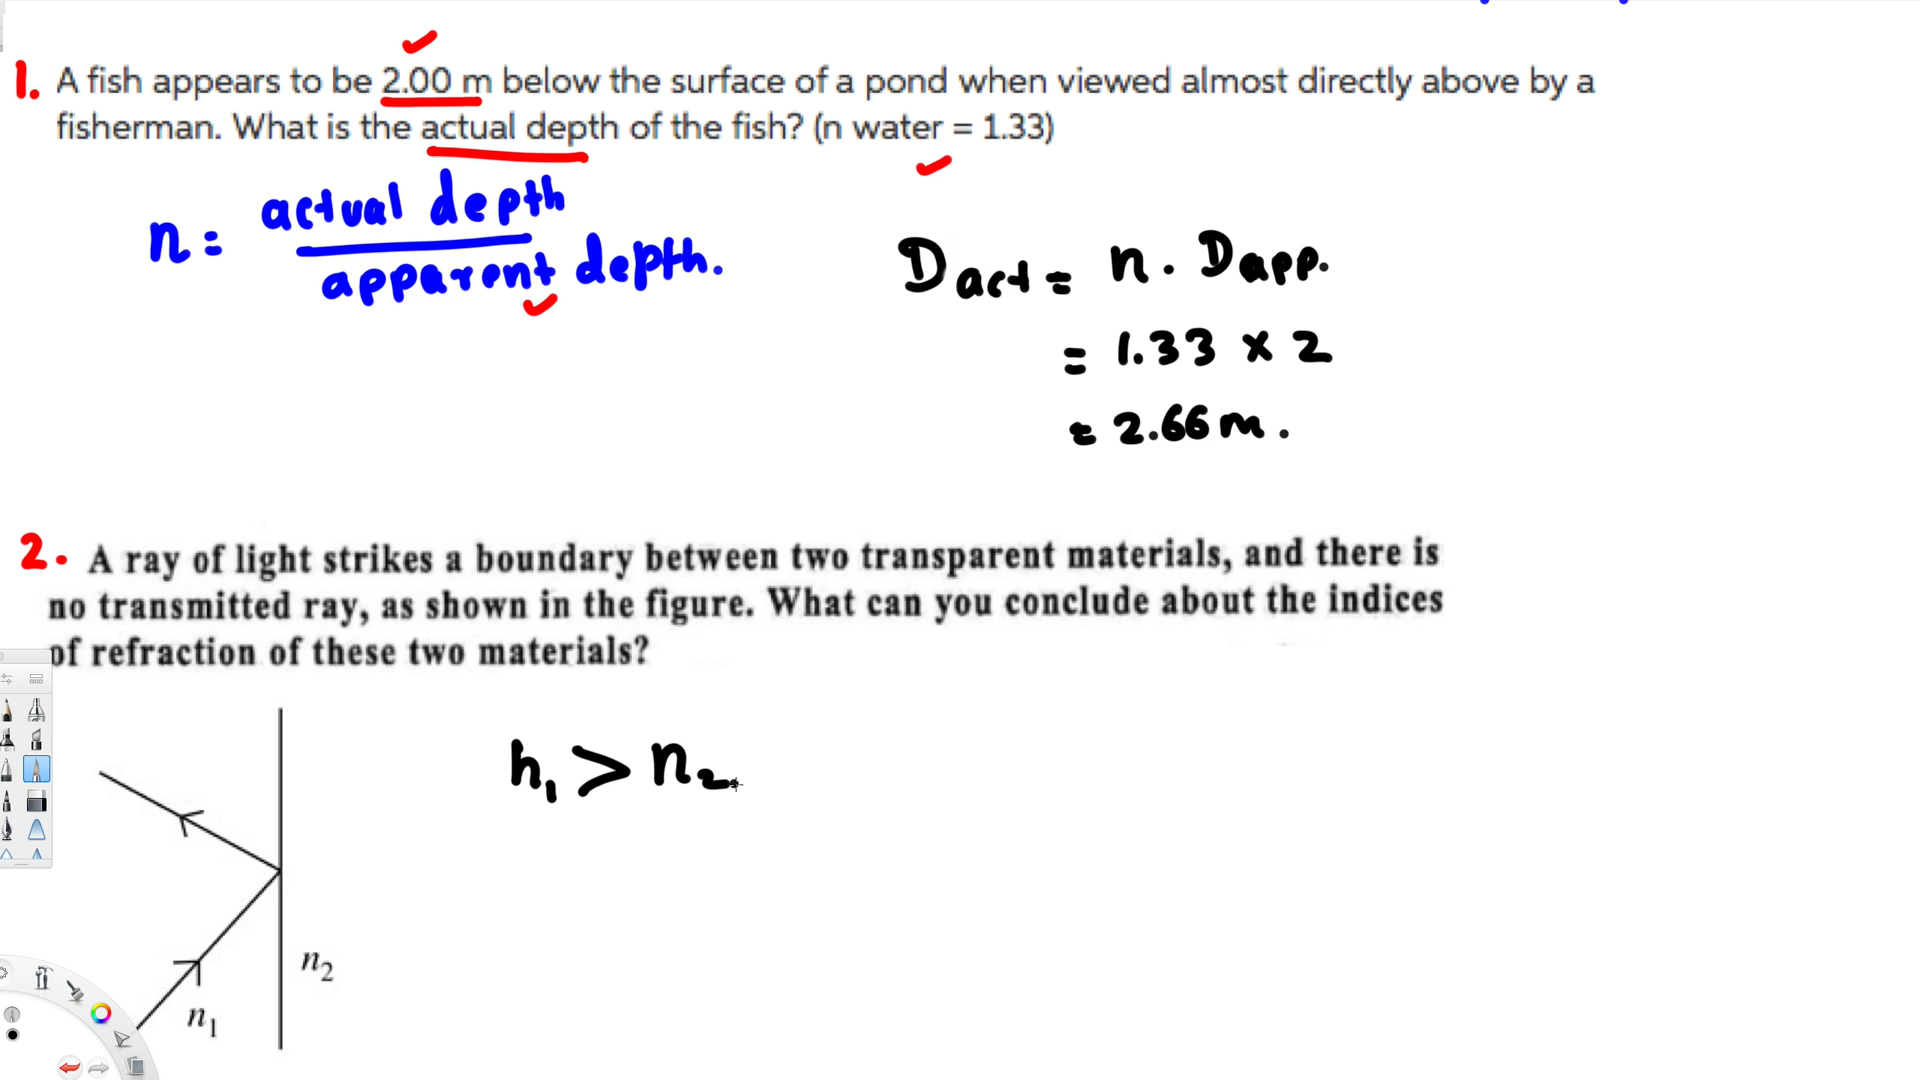 1. A fish appears to be 2.00 m below the surface of a pond when viewed almost directly above by a
fisherman. What is the actual depth of the fish? (n water = 1.33)
n = actual depth
apparent depth.
Dact = n . Dapp.
= 1.33 x 2
= 2.66 m.
2. A ray of light strikes a boundary between two transparent materials, and there is
no transmitted ray, as shown in the figure. What can you conclude about the indices
of refraction of these two materials?
n1 > n2
n2
n1